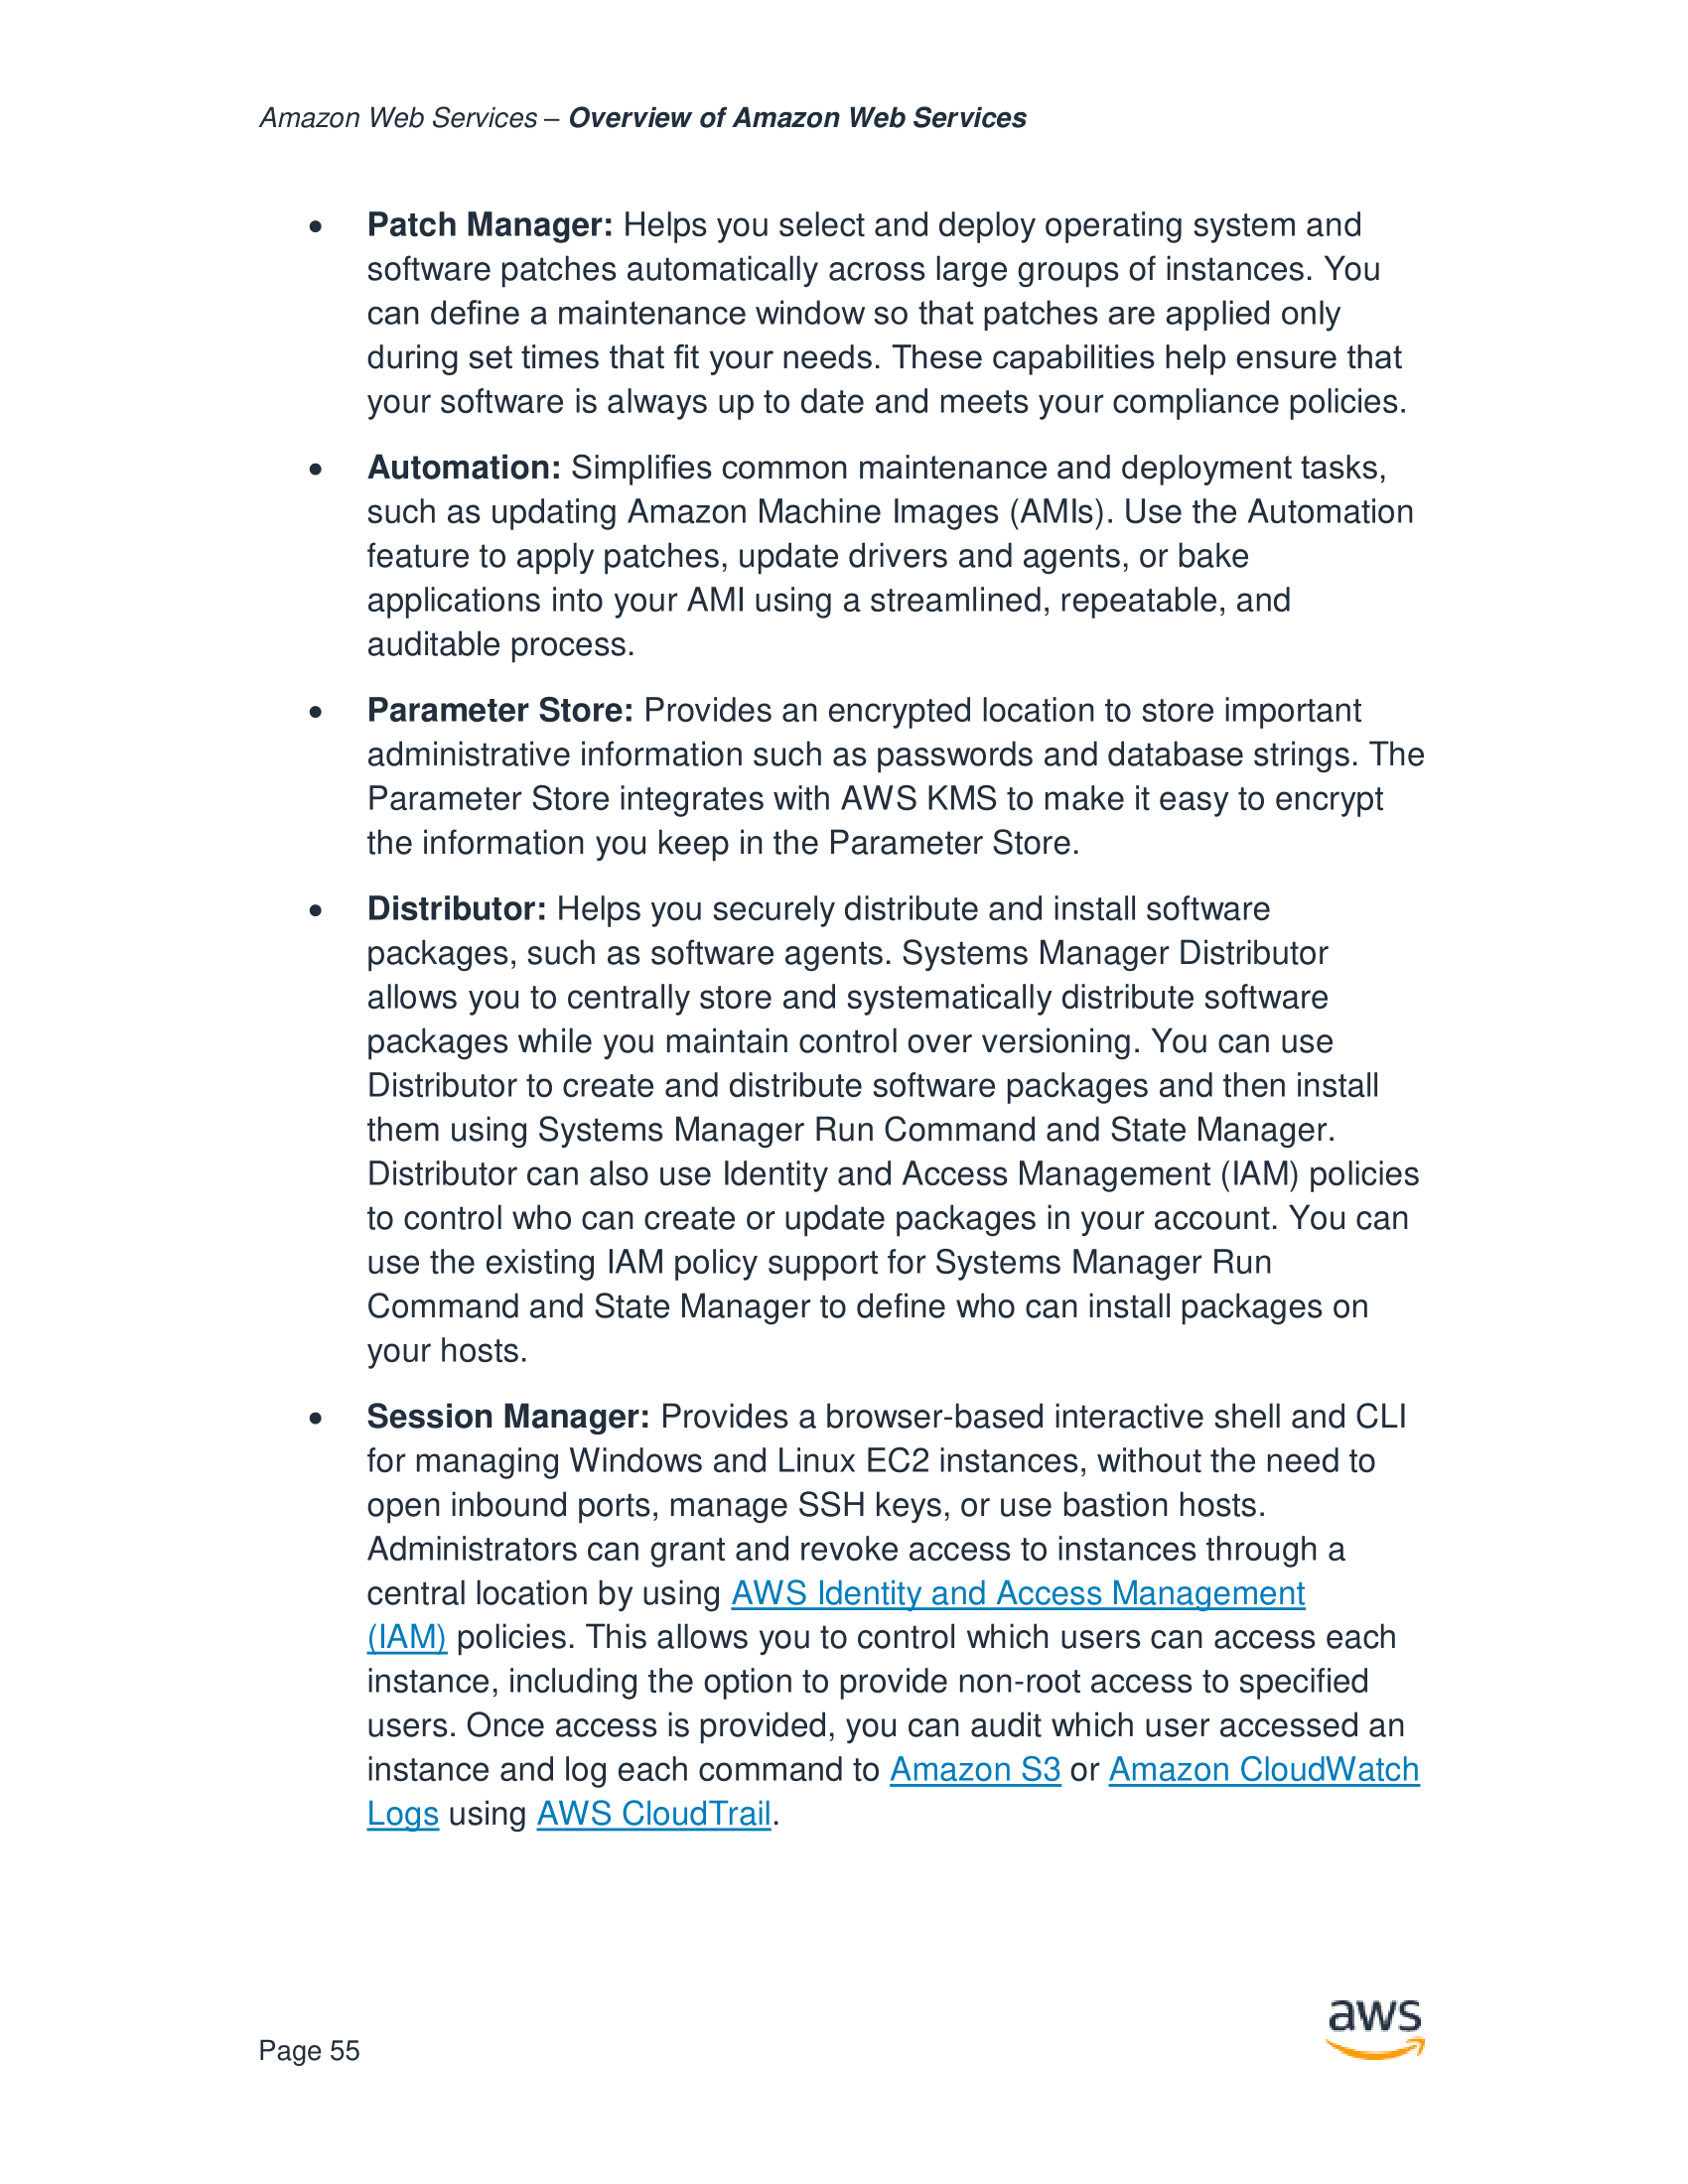 Amazon Web Services – Overview of Amazon Web Services
• Patch Manager: Helps you select and deploy operating system and
software patches automatically across large groups of instances. You
can define a maintenance window so that patches are applied only
during set times that fit your needs. These capabilities help ensure that
your software is always up to date and meets your compliance policies.
• Automation: Simplifies common maintenance and deployment tasks,
such as updating Amazon Machine Images (AMIs). Use the Automation
feature to apply patches, update drivers and agents, or bake
applications into your AMI using a streamlined, repeatable, and
auditable process.
• Parameter Store: Provides an encrypted location to store important
administrative information such as passwords and database strings. The
Parameter Store integrates with AWS KMS to make it easy to encrypt
the information you keep in the Parameter Store.
• Distributor: Helps you securely distribute and install software
packages, such as software agents. Systems Manager Distributor
allows you to centrally store and systematically distribute software
packages while you maintain control over versioning. You can use
Distributor to create and distribute software packages and then install
them using Systems Manager Run Command and State Manager.
Distributor can also use Identity and Access Management (IAM) policies
to control who can create or update packages in your account. You can
use the existing IAM policy support for Systems Manager Run
Command and State Manager to define who can install packages on
your hosts.
• Session Manager: Provides a browser-based interactive shell and CLI
for managing Windows and Linux EC2 instances, without the need to
open inbound ports, manage SSH keys, or use bastion hosts.
Administrators can grant and revoke access to instances through a
central location by using AWS Identity and Access Management
(IAM) policies. This allows you to control which users can access each
instance, including the option to provide non-root access to specified
users. Once access is provided, you can audit which user accessed an
instance and log each command to Amazon S3 or Amazon CloudWatch
Logs using AWS CloudTrail.
aws
Page 55